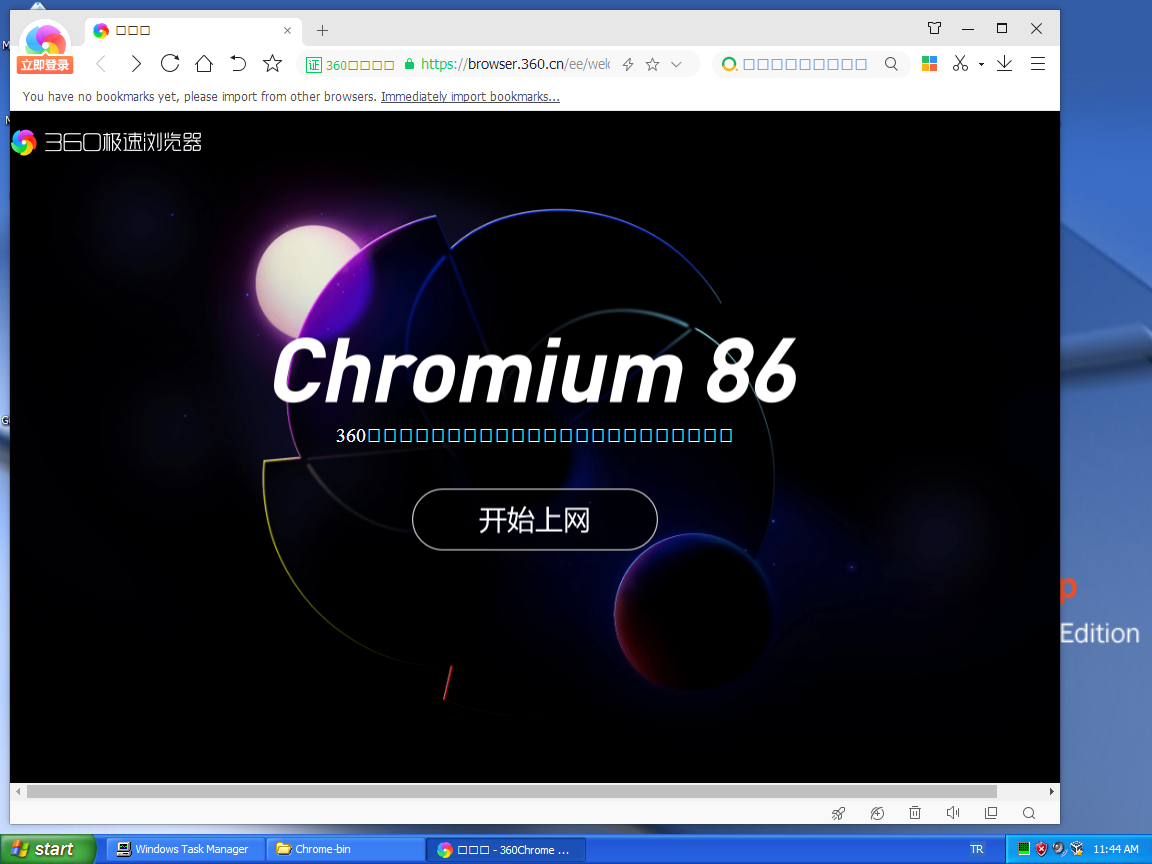 □□□
立即登录
证 360□□□□ https://browser.360.cn/ee/wel
□□□□□□□□□
You have no bookmarks yet, please import from other browsers. Immediately import bookmarks...
360极速浏览器
Chromium 86
360□□□□□□□□□□□□□□□□□□□□□□□
开始上网
p
Edition
start
Windows Task Manager
Chrome-bin
□□□ - 360Chrome ...
TR
11:44 AM